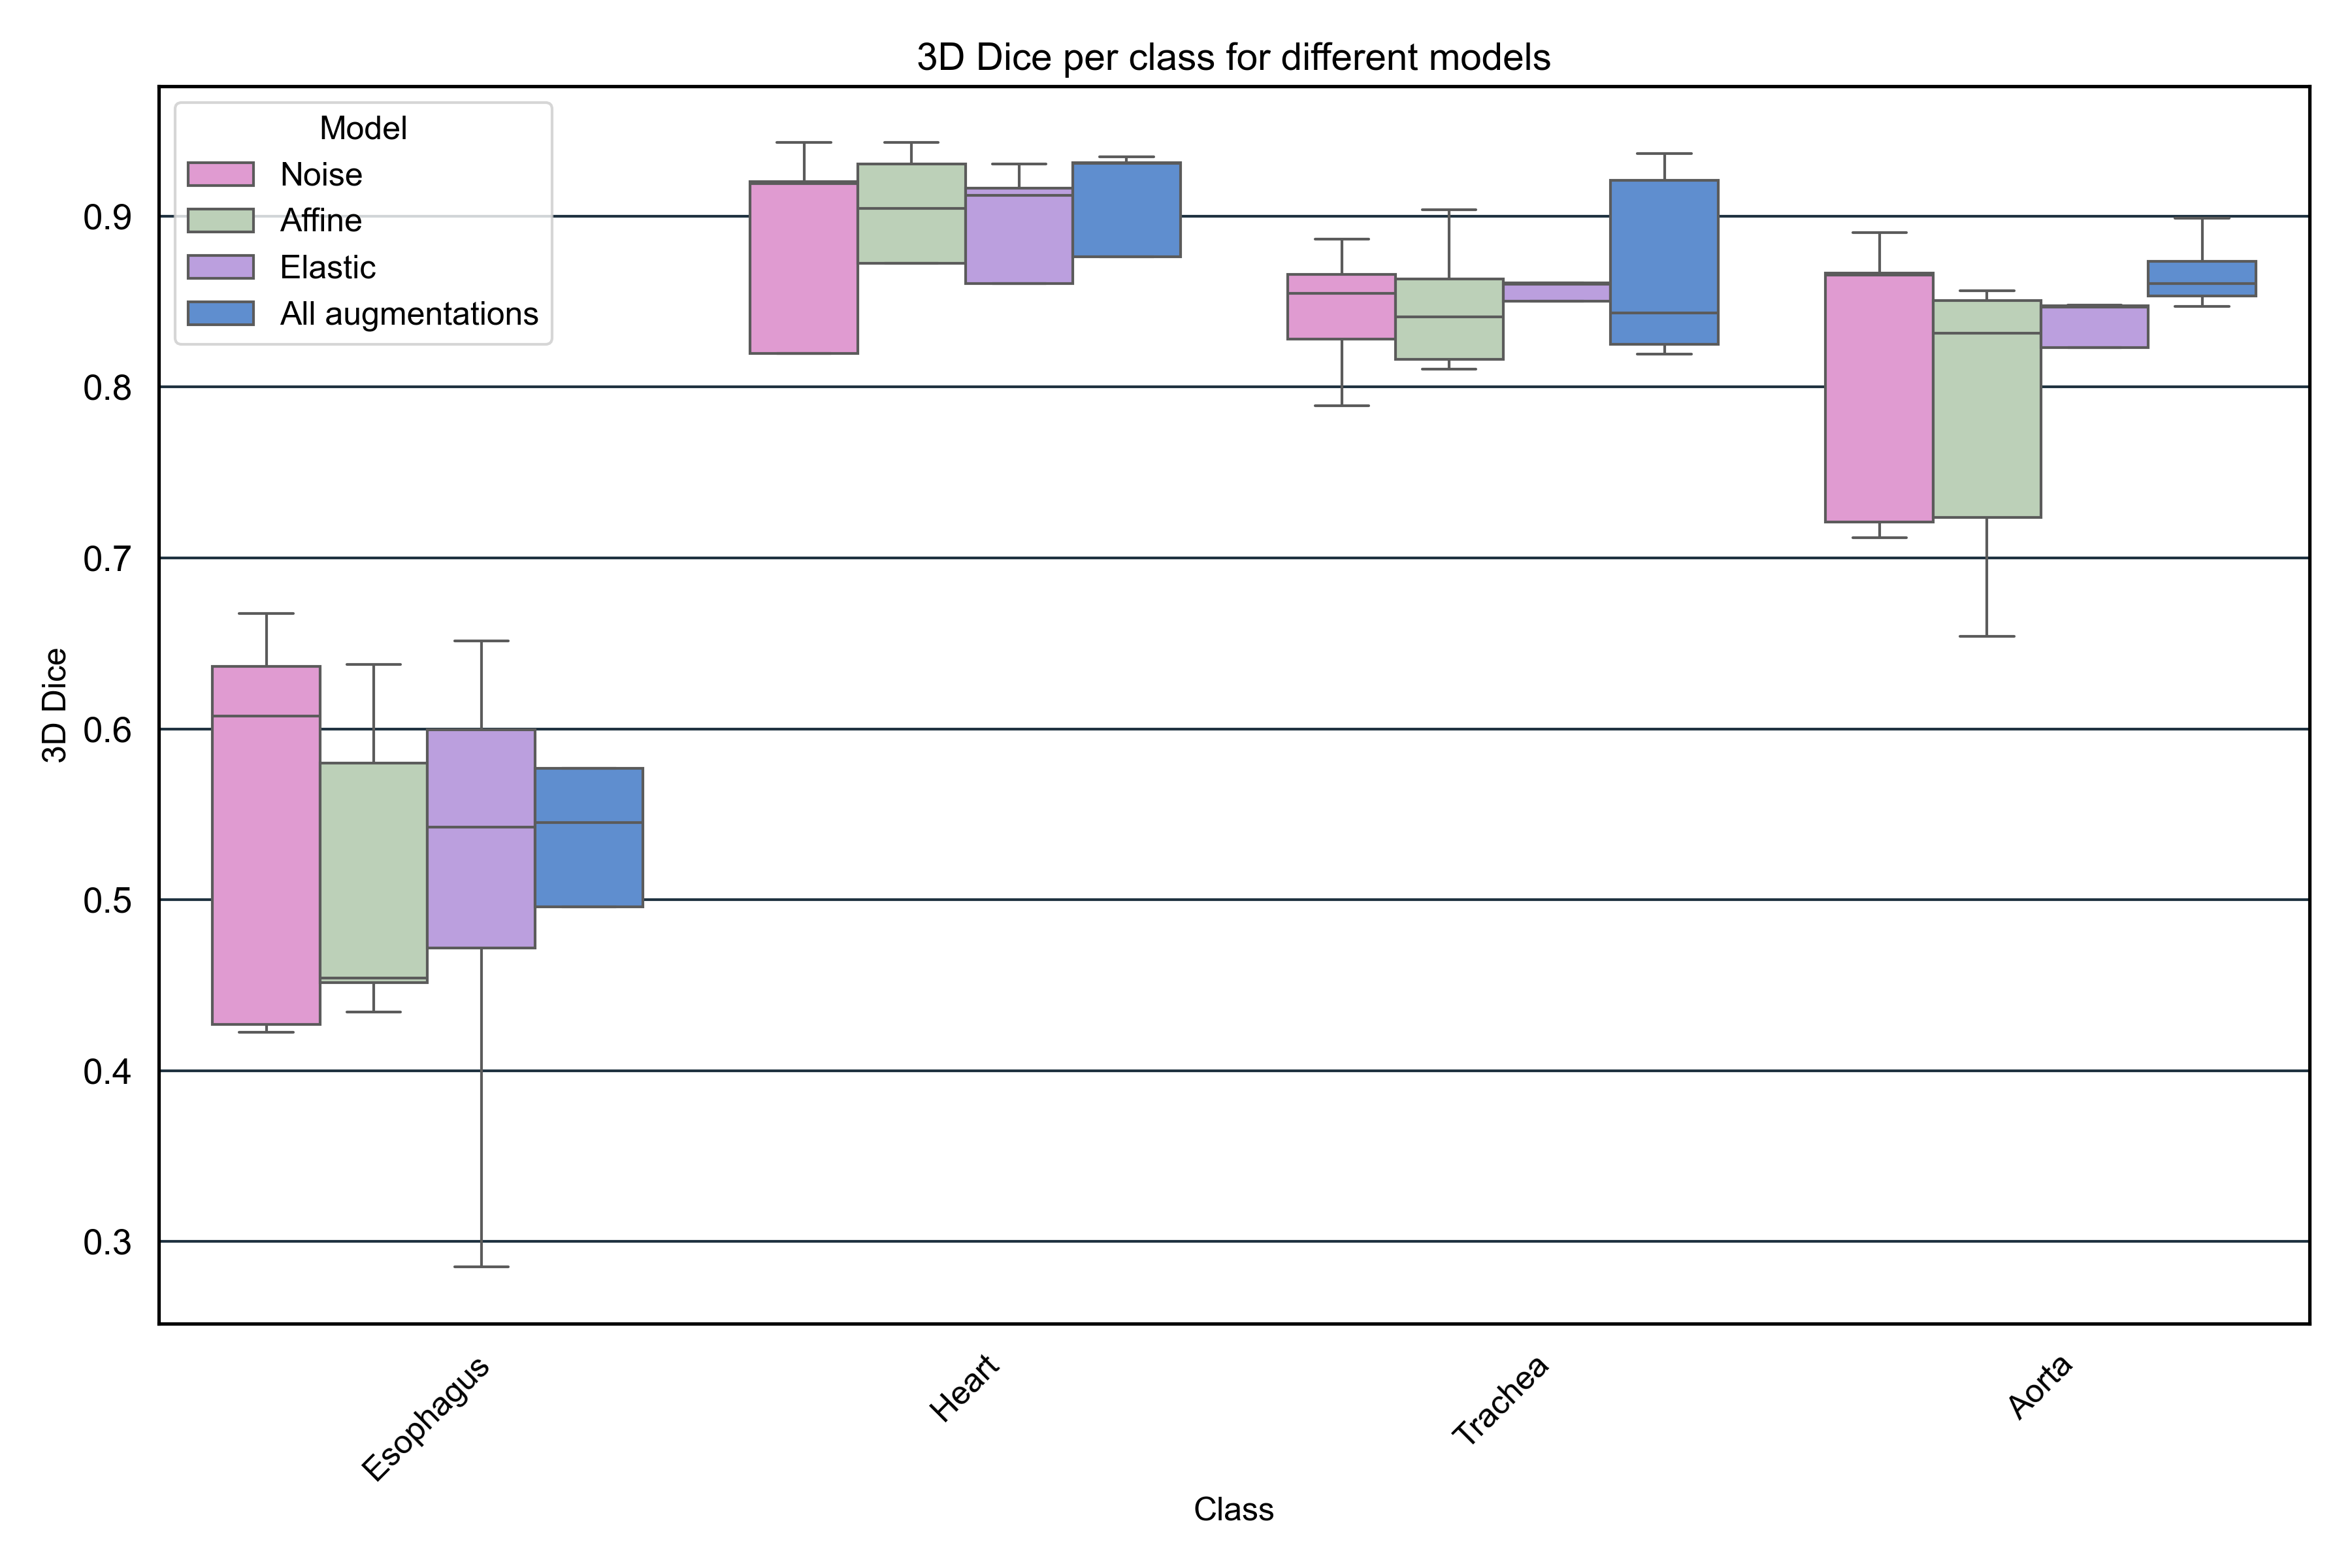 3D Dice per class for different models
Model
Noise
Affine
Elastic
All augmentations
0.9
0.8
0.7
0.6
0.5
0.4
0.3
3D Dice
Esophagus
Heart
Trachea
Aorta
Class